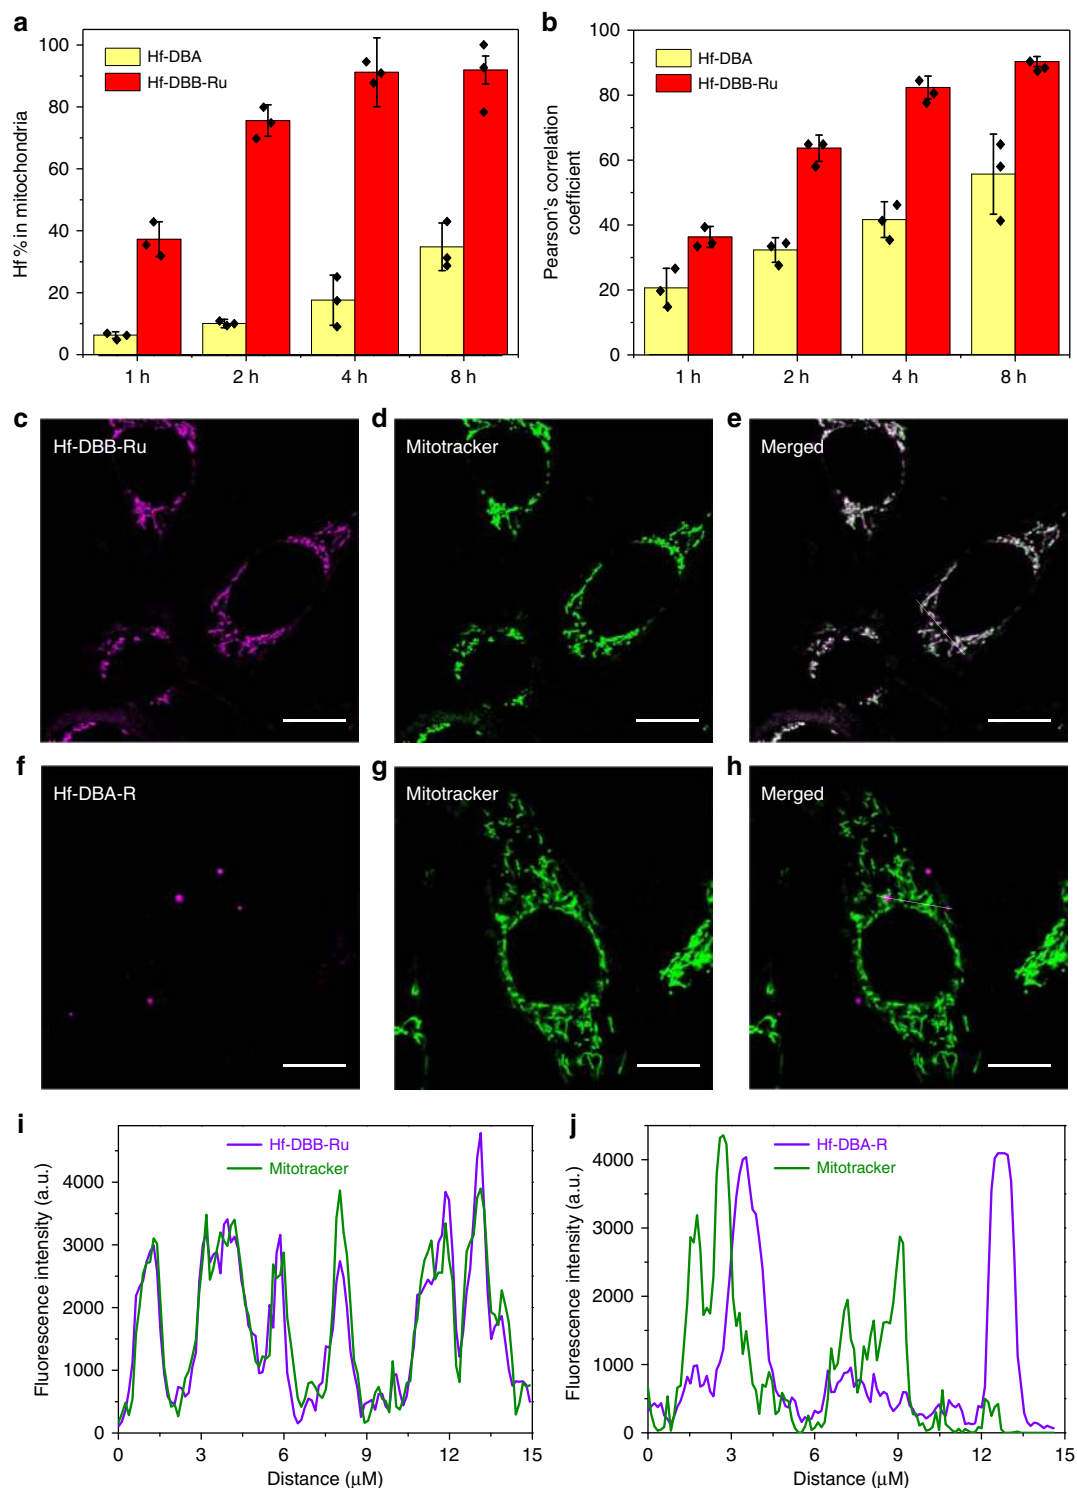 a
Hf-DBA
Hf-DBB-Ru
Hf % in mitochondria
100
80
60
40
20
0
1 h
2 h
4 h
8 h
b
Hf-DBA
Hf-DBB-Ru
Pearson's correlation
coefficient
100
80
60
40
20
0
1 h
2 h
4 h
8 h
c
Hf-DBB-Ru
d
Mitotracker
e
Merged
f
Hf-DBA-R
g
Mitotracker
h
Merged
i
Hf-DBB-Ru
Mitotracker
Fluorescence intensity (a.u.)
4000
3000
2000
1000
0
0
3
6
9
12
15
Distance (μM)
j
Hf-DBA-R
Mitotracker
Fluorescence intensity (a.u.)
4000
3000
2000
1000
0
0
3
6
9
12
15
Distance (μM)